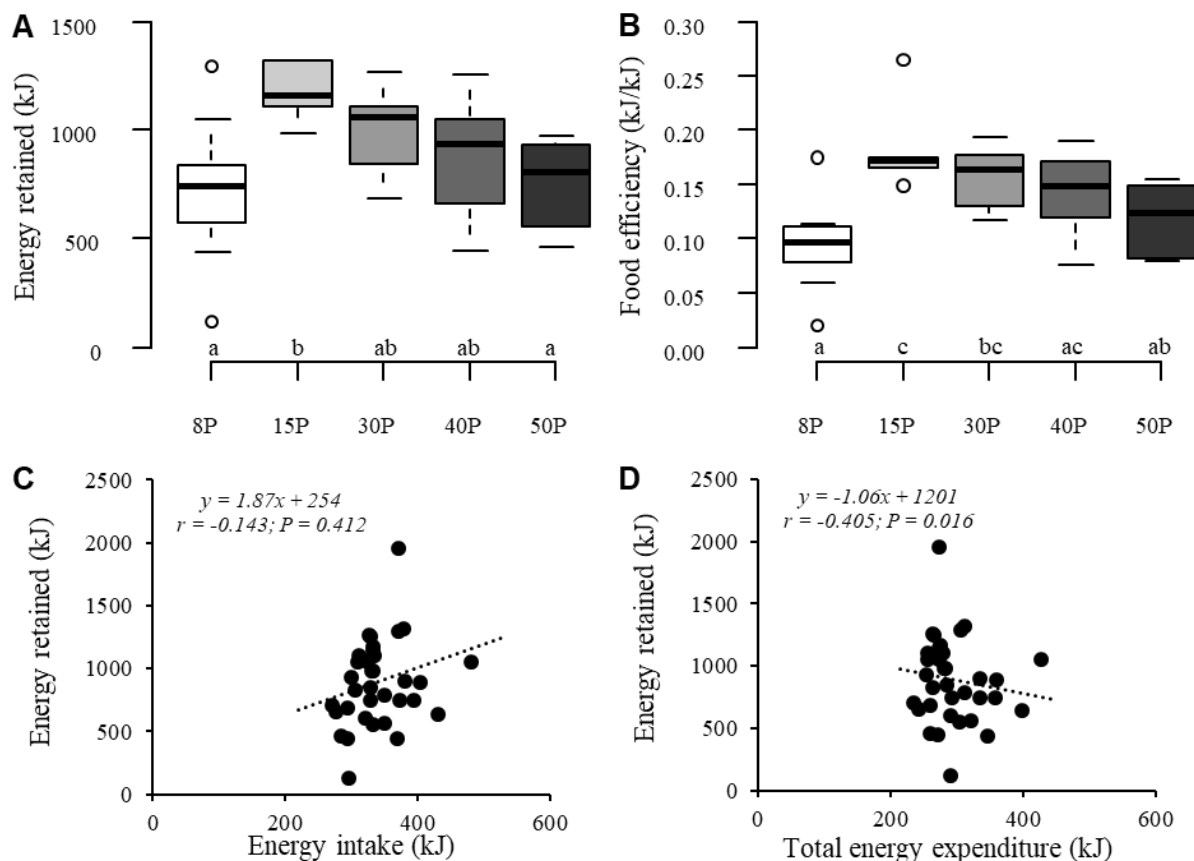 A
Energy retained (kJ)
1500
1000
500
0
a b ab ab a
8P 15P 30P 40P 50P
B
Food efficiency (kJ/kJ)
0.30
0.25
0.20
0.15
0.10
0.05
0.00
a c bc ac ab
8P 15P 30P 40P 50P
C
y = 1.87x + 254
r = -0.143; P = 0.412
Energy retained (kJ)
2500
2000
1500
1000
500
0
0 200 400 600
Energy intake (kJ)
D
y = -1.06x + 1201
r = -0.405; P = 0.016
Energy retained (kJ)
2500
2000
1500
1000
500
0
0 200 400 600
Total energy expenditure (kJ)